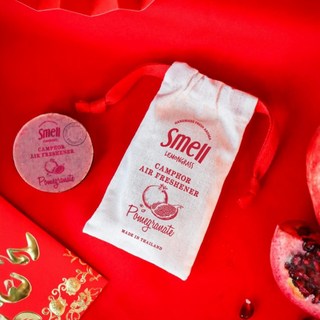 Smell
CAMPHOR
AIR FRESHENER
Pomegranate
Smell
LEMONGRASS
CAMPHOR
AIR FRESHENER
Pomegranate
MADE IN THAILAND